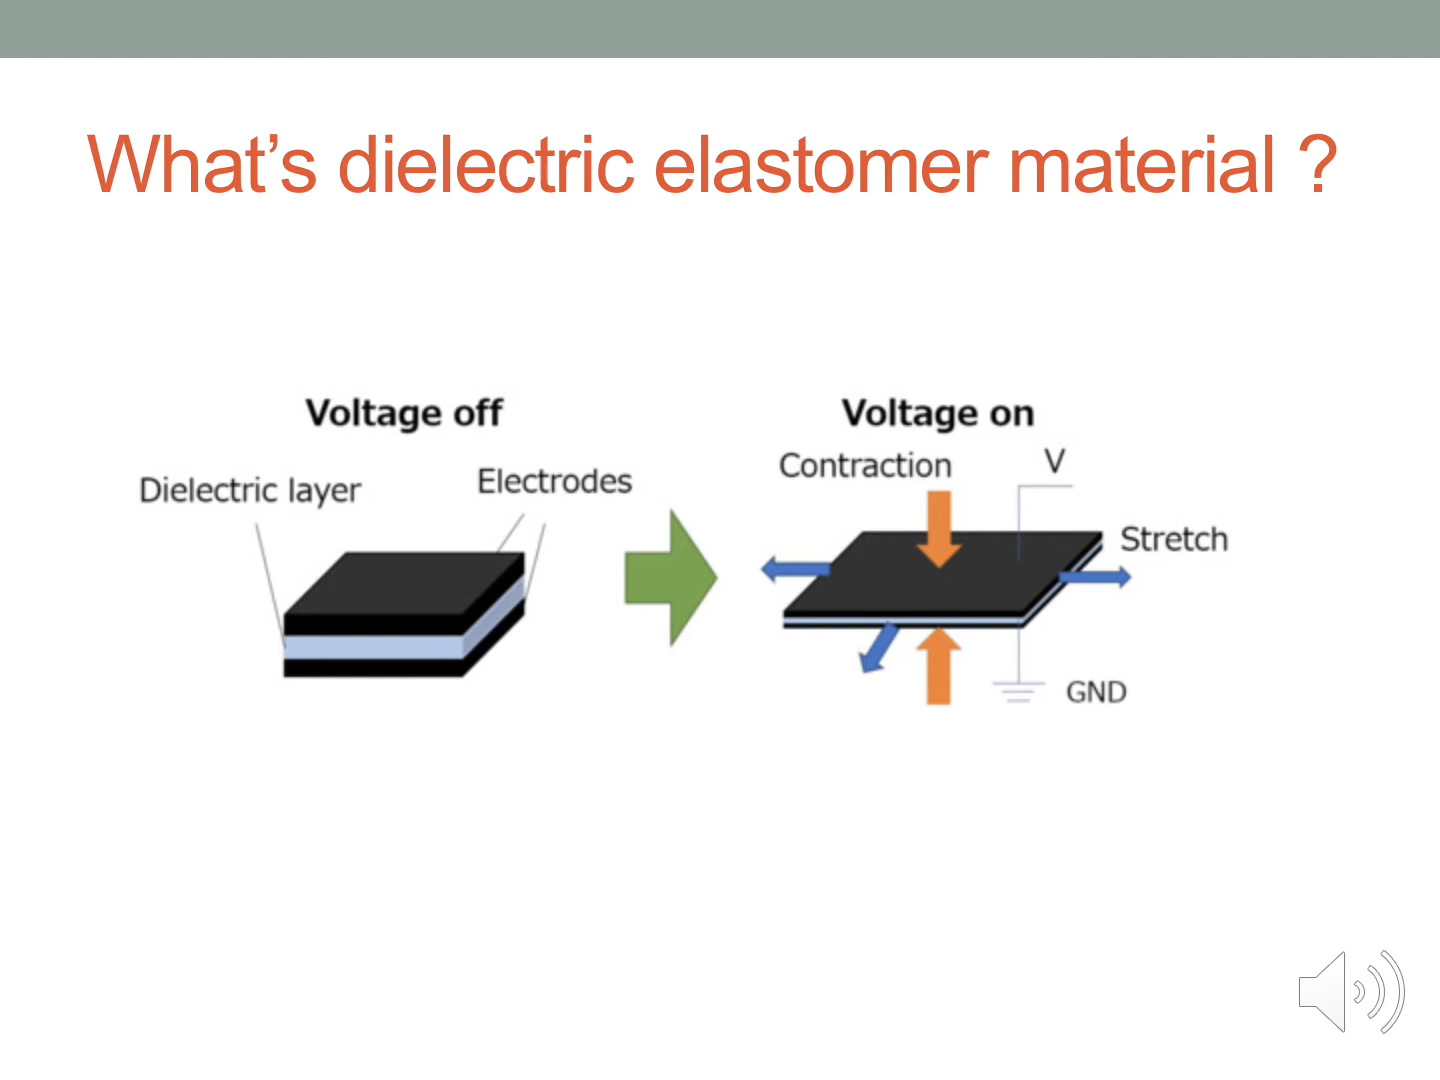 What’s dielectric elastomer material ?
Voltage off
Dielectric layer
Electrodes
Voltage on
Contraction
V
Stretch
GND